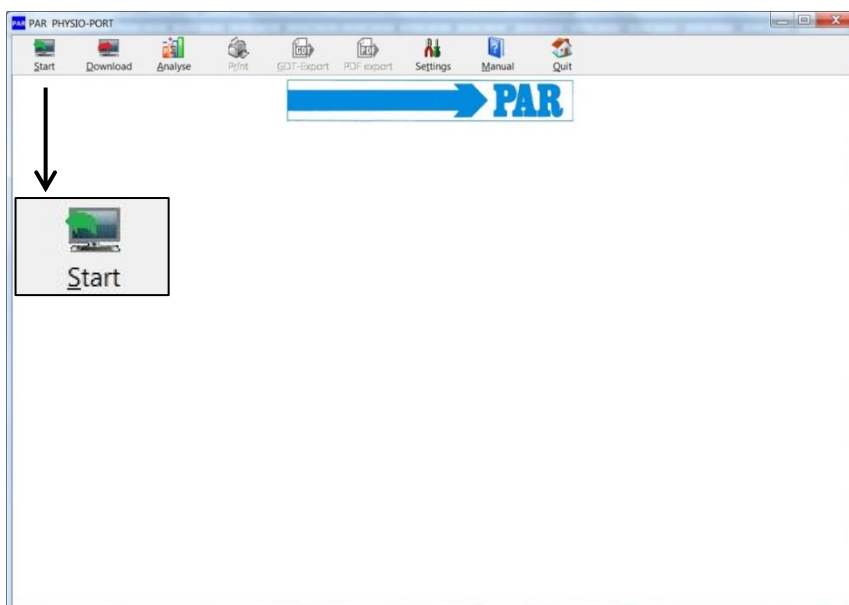 PAR PHYSIO-PORT
Start Download Analyse Print GDT-Export PDF export Settings Manual Quit
PAR
Start